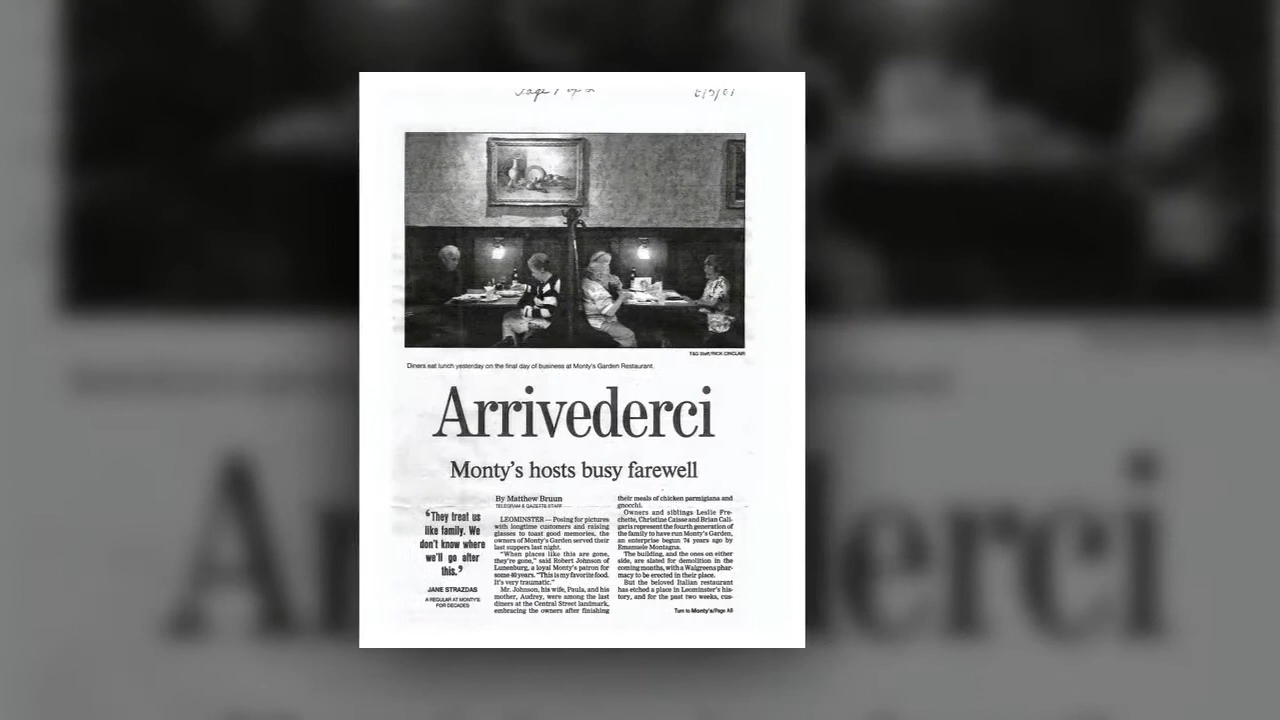 Page 1 of 2
T&G Staff/RICK CINCLAIR
Diners eat lunch yesterday on the final day of business at Monty's Garden Restaurant.
Arrivederci
Monty's hosts busy farewell
‘They treat us
like family. We
don't know where
we'll go after
this.’
JANE STRAZDAS
A REGULAR AT MONTY'S
FOR DECADES
By Matthew Bruun
TELEGRAM & GAZETTE STAFF
LEOMINSTER — Posing for pictures
with longtime customers and raising
glasses to toast good memories, the
owners of Monty's Garden served their
last suppers last night.
"When places like this are gone,
they're gone," said Robert Johnson of
Lunenburg, a loyal Monty's patron for
some 40 years. "This is my favorite food.
It's very traumatic."
Mr. Johnson, his wife, Paula, and his
mother, Audrey, were among the last
diners at the Central Street landmark,
embracing the owners after finishing
their meals of chicken parmigiana and
gnocchi.
Owners and siblings Leslie Fre-
chette, Christine Caisse and Brian Cali-
garis represent the fourth generation of
the family to have run Monty's Garden,
an enterprise begun 74 years ago by
Emanuele Montagna.
The building, and the ones on either
side, are slated for demolition in the
coming months, with a Walgreens phar-
macy to be erected in their place.
But the beloved Italian restaurant
has etched a place in Leominster's his-
tory, and for the past two weeks, cus-
Turn to Monty's/Page A8